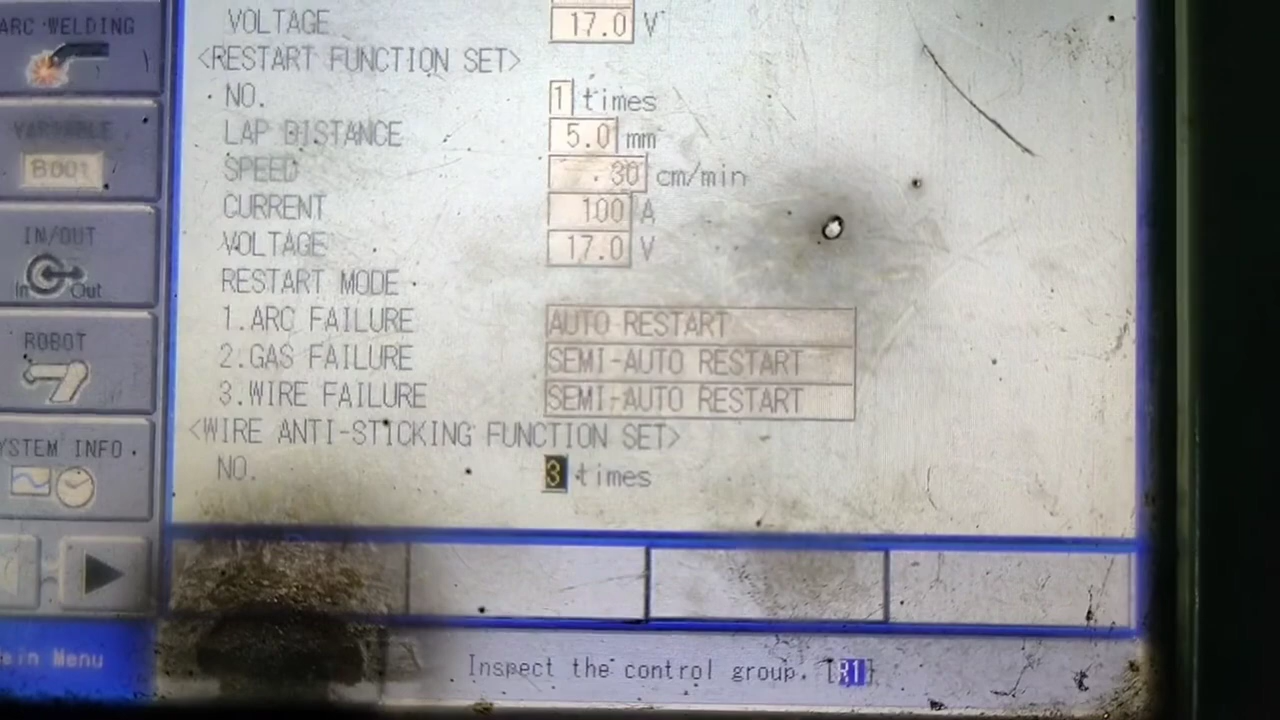 ARC WELDING
VARIABLE
B001
IN/OUT
In Out
ROBOT
YSTEM INFO
ain Menu
VOLTAGE 17.0 V
<RESTART FUNCTION SET>
NO. 1 times
LAP DISTANCE 5.0 mm
SPEED 30 cm/min
CURRENT 100 A
VOLTAGE 17.0 V
RESTART MODE
1.ARC FAILURE AUTO RESTART
2.GAS FAILURE SEMI-AUTO RESTART
3.WIRE FAILURE SEMI-AUTO RESTART
<WIRE ANTI-STICKING FUNCTION SET>
NO. 3 times
Inspect the control group. [R1]